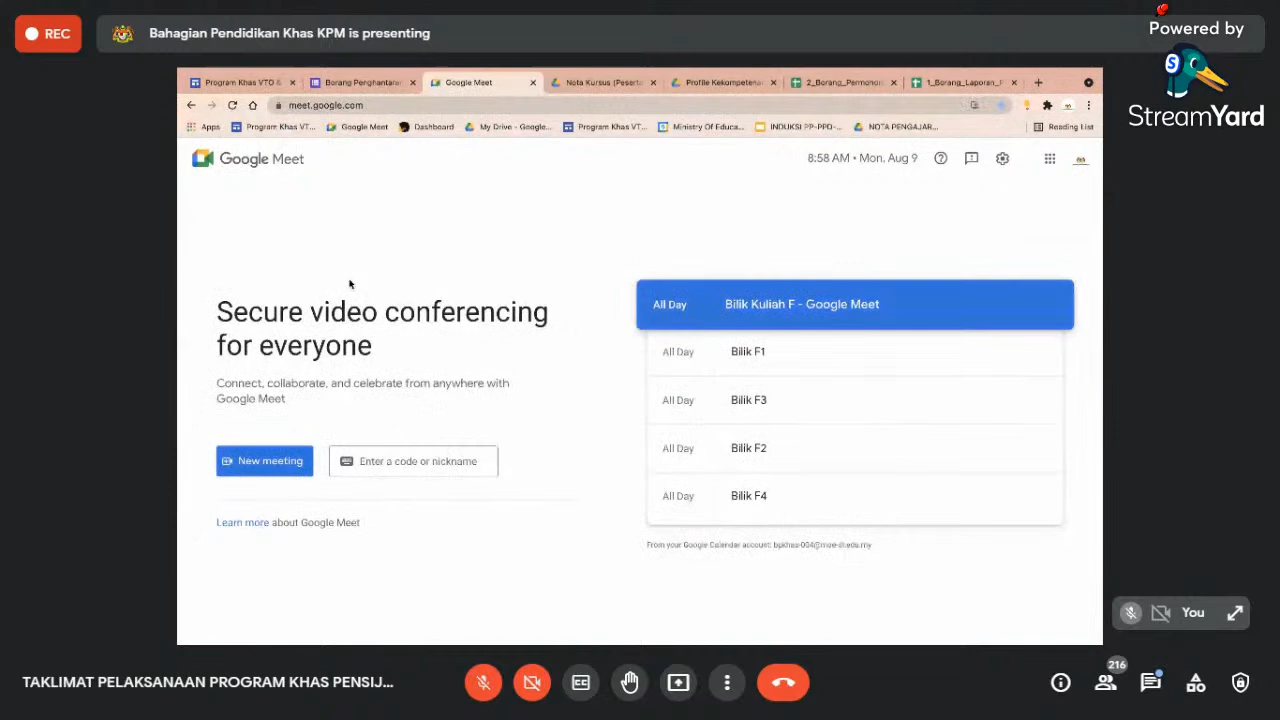 REC
Bahagian Pendidikan Khas KPM is presenting
Powered by
StreamYard
Program Khas VTO &
Borang Penghantaran
Google Meet
Nota Kursus (Peserta
Profile Kekompetena
2_Borang_Permohon
1_Borang_Laporan_P
meet.google.com
Apps
Program Khas VT...
Google Meet
Dashboard
My Drive - Google...
Program Khas VT...
Ministry Of Educa...
INDUKSI PP-PPD-...
NOTA PENGAJAR...
Reading List
Google Meet
8:58 AM • Mon, Aug 9
Secure video conferencing
for everyone
Connect, collaborate, and celebrate from anywhere with
Google Meet
New meeting
Enter a code or nickname
Learn more about Google Meet
All Day Bilik Kuliah F - Google Meet
All Day Bilik F1
All Day Bilik F3
All Day Bilik F2
All Day Bilik F4
From your Google Calendar account: bpkhas-004@moe-dl.edu.my
You
TAKLIMAT PELAKSANAAN PROGRAM KHAS PENSIJ...
216